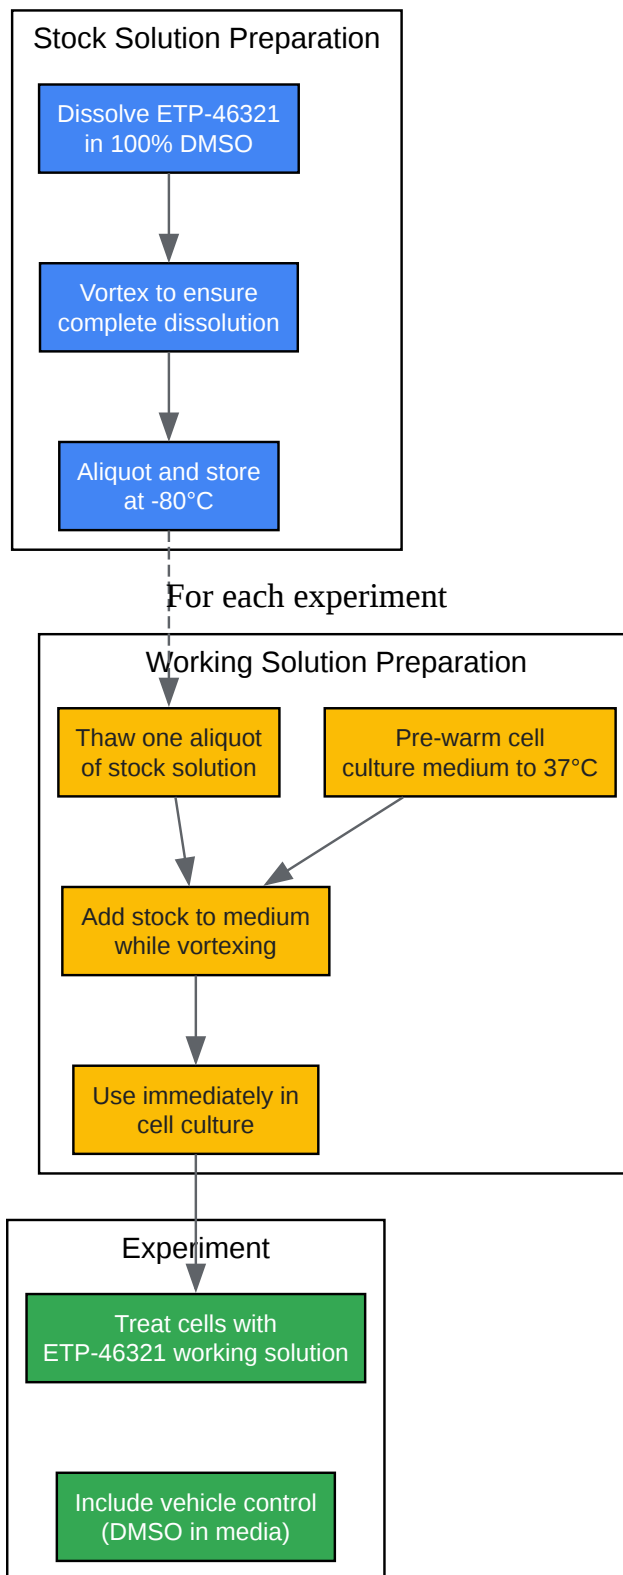 Stock Solution Preparation
Dissolve ETP-46321
in 100% DMSO
Vortex to ensure
complete dissolution
Aliquot and store
at -80°C
For each experiment
Working Solution Preparation
Thaw one aliquot
of stock solution
Pre-warm cell
culture medium to 37°C
Add stock to medium
while vortexing
Use immediately in
cell culture
Experiment
Treat cells with
ETP-46321 working solution
Include vehicle control
(DMSO in media)